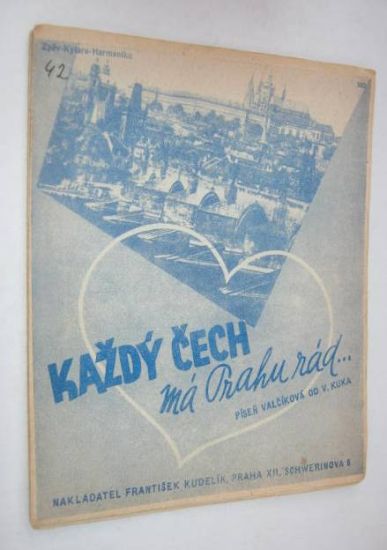 Zpěv-Kytara-Harmonika
42
KAŽDÝ ČECH
má Prahu rád...
PÍSEŇ VALČÍKOVÁ OD V. KUKA
NAKLADATEL FRANTIŠEK KUDELÍK, PRAHA XII, SCHWERINOVA 6